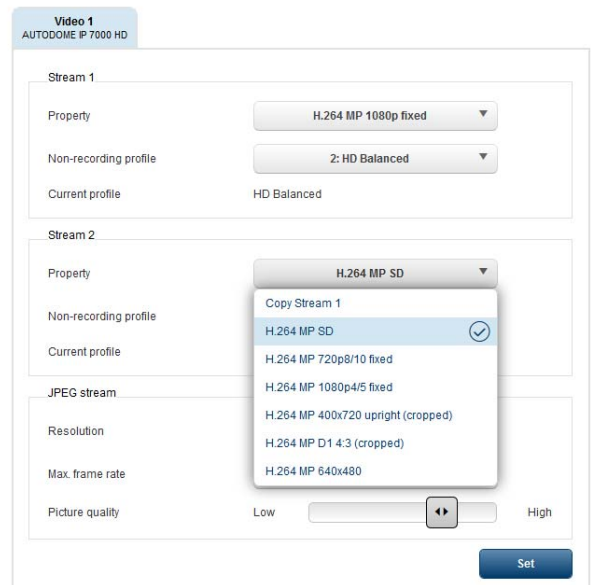 Video 1
AUTODOME IP 7000 HD
Stream 1
Property H.264 MP 1080p fixed
Non-recording profile 2: HD Balanced
Current profile HD Balanced
Stream 2
Property H.264 MP SD
Copy Stream 1
Non-recording profile
H.264 MP SD
Current profile
H.264 MP 720p8/10 fixed
H.264 MP 1080p4/5 fixed
JPEG stream
H.264 MP 400x720 upright (cropped)
Resolution
H.264 MP D1 4:3 (cropped)
Max. frame rate
H.264 MP 640x480
Picture quality Low High
Set